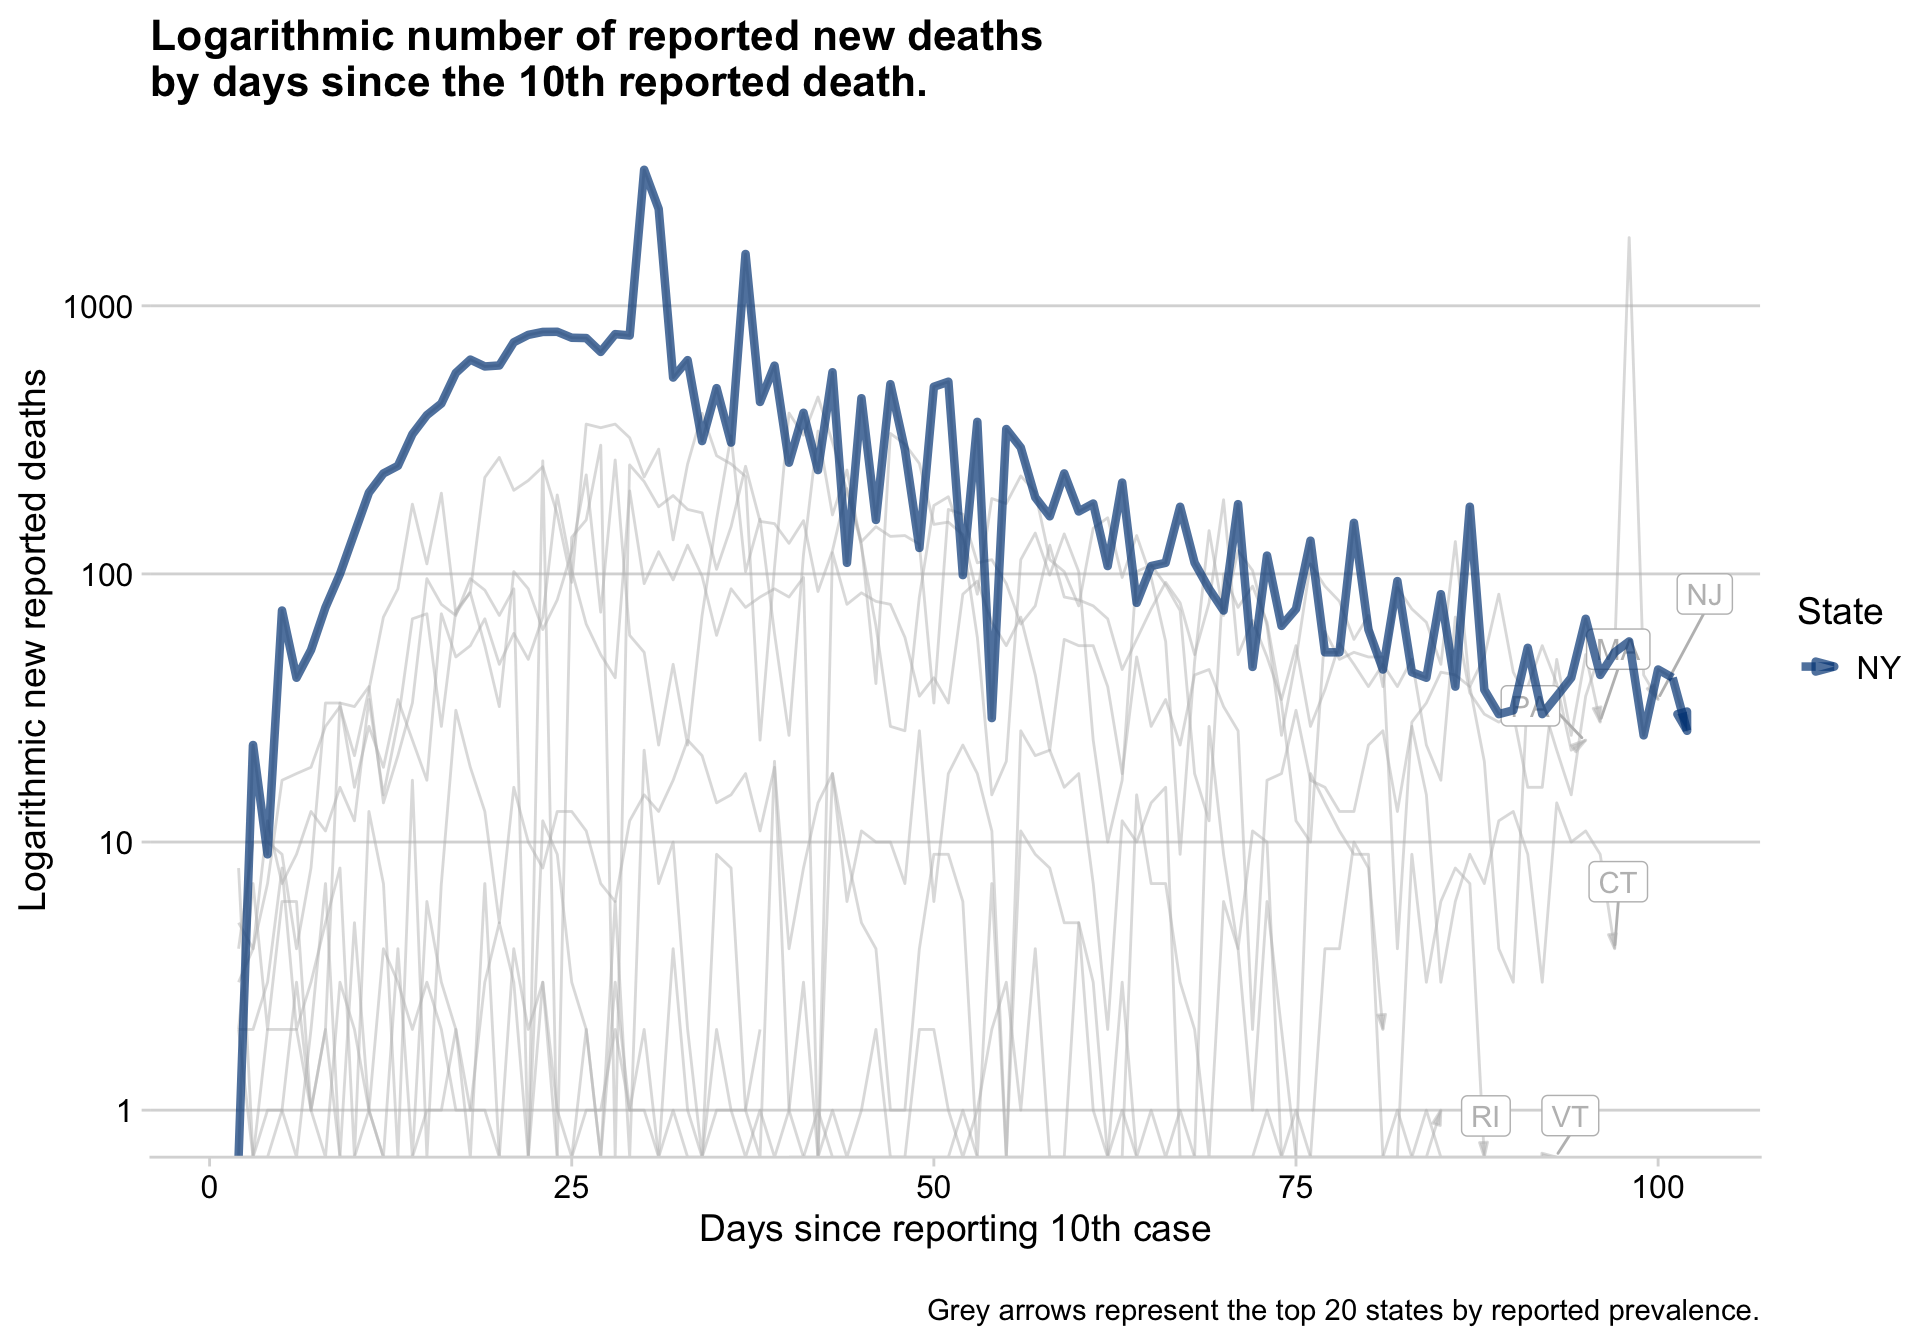 Logarithmic number of reported new deaths
by days since the 10th reported death.
Logarithmic new reported deaths
1000
100
10
1
NJ
MA
PA
CT
RI
VT
State
NY
0
25
50
75
100
Days since reporting 10th case
Grey arrows represent the top 20 states by reported prevalence.